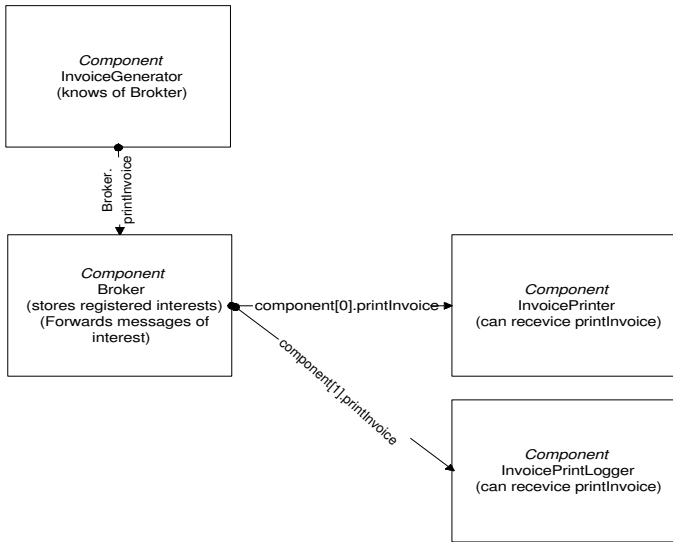 Component
InvoiceGenerator
(knows of Brokter)
Broker.
printInvoice
Component
Broker
(stores registered interests)
(Forwards messages of
interest)
component[0].printInvoice
Component
InvoicePrinter
(can recevice printInvoice)
component[1].printInvoice
Component
InvoicePrintLogger
(can recevice printInvoice)